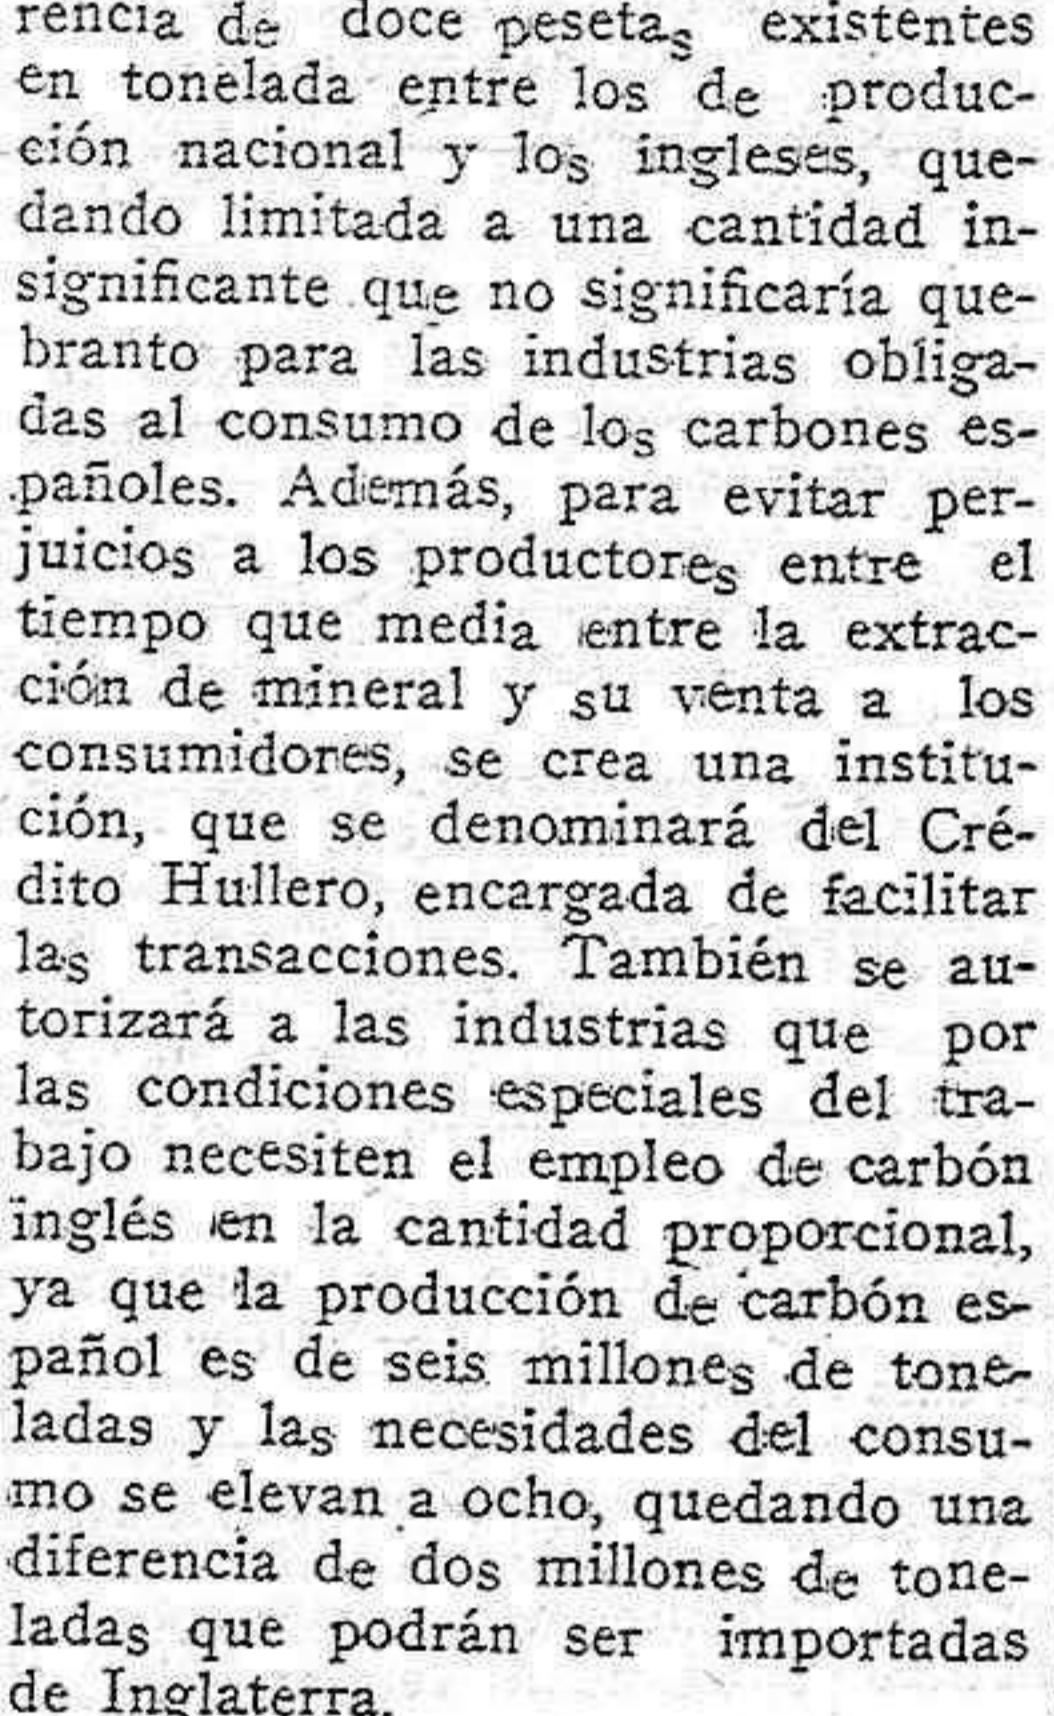 rencia de doce pesetas existentes
en tonelada entre los de produc-
ción nacional y los ingleses, que-
dando limitada a una cantidad in-
significante que no significaría que-
branto para las industrias obliga-
das al consumo de los carbones es-
pañoles. Además, para evitar per-
juicios a los productores entre el
tiempo que media entre la extrac-
ción de mineral y su venta a los
consumidores, se crea una institu-
ción, que se denominará del Cré-
dito Hullero, encargada de facilitar
las transacciones. También se au-
torizará a las industrias que por
las condiciones especiales del tra-
bajo necesiten el empleo de carbón
inglés en la cantidad proporcional,
ya que la producción de carbón es-
pañol es de seis millones de tone-
ladas y las necesidades del consu-
mo se elevan a ocho, quedando una
diferencia de dos millones de tone-
ladas que podrán ser importadas
de Inglaterra.